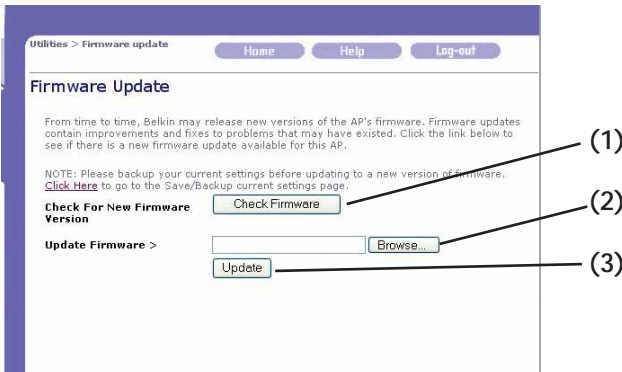 Utilities > Firmware update
Home
Help
Log-out
Firmware Update
From time to time, Belkin may release new versions of the AP's firmware. Firmware updates
contain improvements and fixes to problems that may have existed. Click the link below to
see if there is a new firmware update available for this AP.
NOTE: Please backup your current settings before updating to a new version of firmware.
Click Here to go to the Save/Backup current settings page.
Check For New Firmware
Version
Check Firmware
(1)
Update Firmware >
Browse...
(2)
Update
(3)